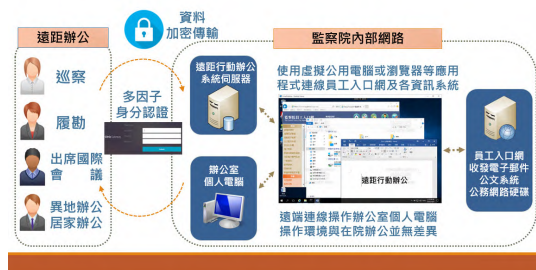 資料
加密傳輸
遠距辦公
監察院內部網路
巡察
履勘
出席國際
會 議
異地辦公
居家辦公
多因子
身分認證
遠距行動辦公
系統伺服器
辦公室
個人電腦
使用虛擬公用電腦或瀏覽器等應用
程式連線員工入口網及各資訊系統
遠距行動辦公
遠端連線操作辦公室個人電腦
操作環境與在院辦公並無差異
員工入口網
收發電子郵件
公文系統
公務網路硬碟